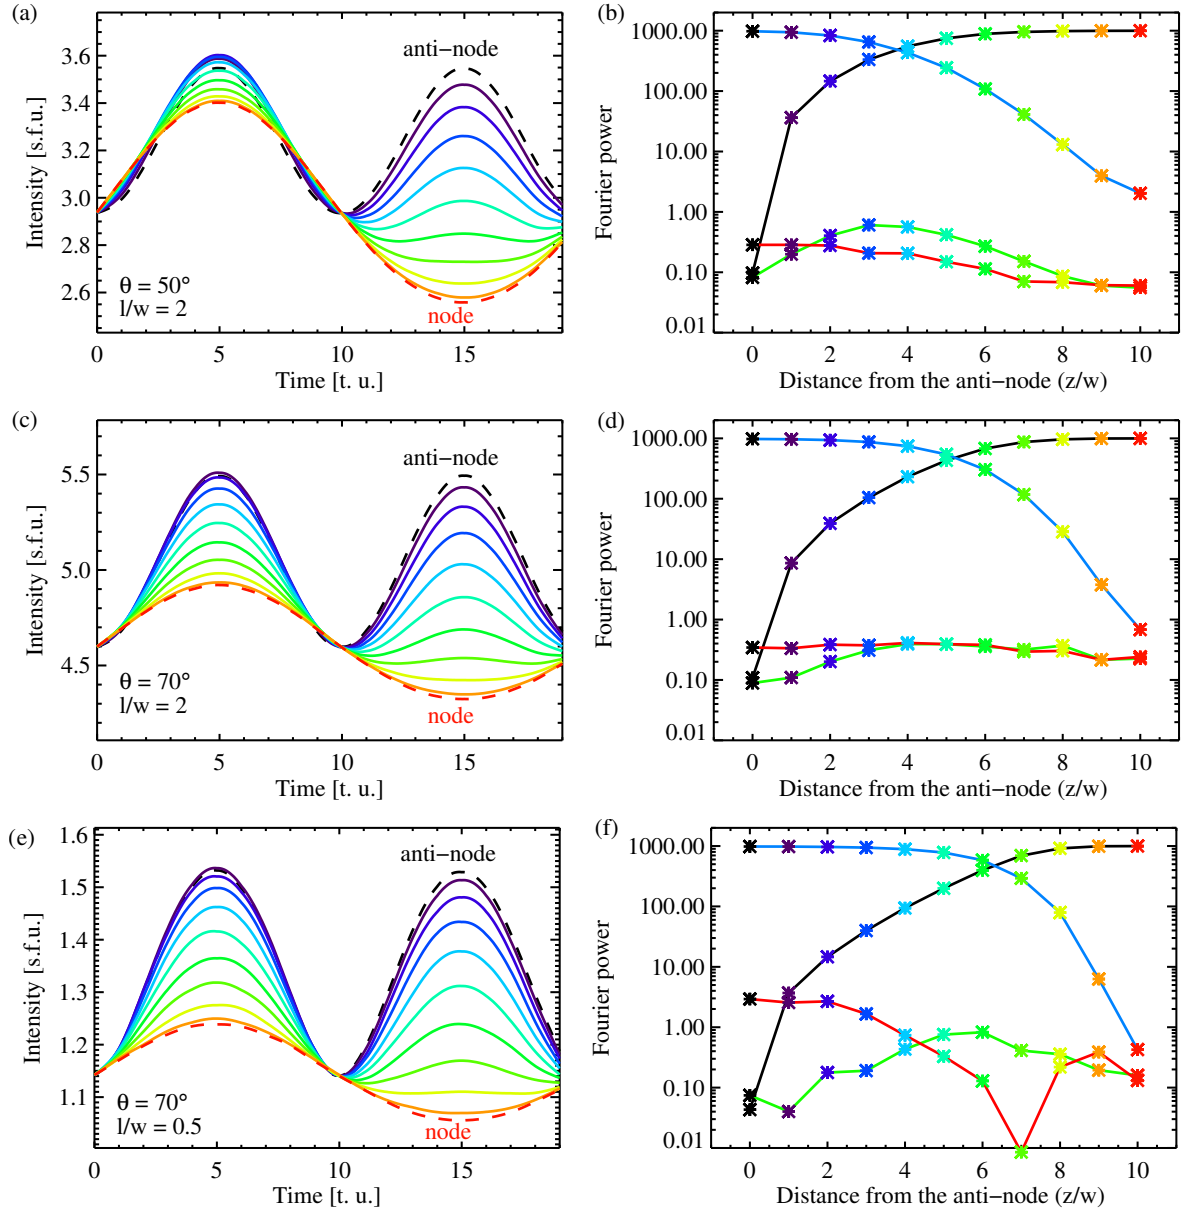 (a)
Intensity [s.f.u.]
3.6
3.4
3.2
3.0
2.8
2.6
anti−node
θ = 50°
l/w = 2
node
0 5 10 15
Time [t. u.]
(b)
Fourier power
1000.00
100.00
10.00
1.00
0.10
0.01
0 2 4 6 8 10
Distance from the anti−node (z/w)
(c)
Intensity [s.f.u.]
5.5
5.0
4.5
anti−node
θ = 70°
l/w = 2
node
0 5 10 15
Time [t. u.]
(d)
Fourier power
1000.00
100.00
10.00
1.00
0.10
0.01
0 2 4 6 8 10
Distance from the anti−node (z/w)
(e)
Intensity [s.f.u.]
1.6
1.5
1.4
1.3
1.2
1.1
anti−node
θ = 70°
l/w = 0.5
node
0 5 10 15
Time [t. u.]
(f)
Fourier power
1000.00
100.00
10.00
1.00
0.10
0.01
0 2 4 6 8 10
Distance from the anti−node (z/w)